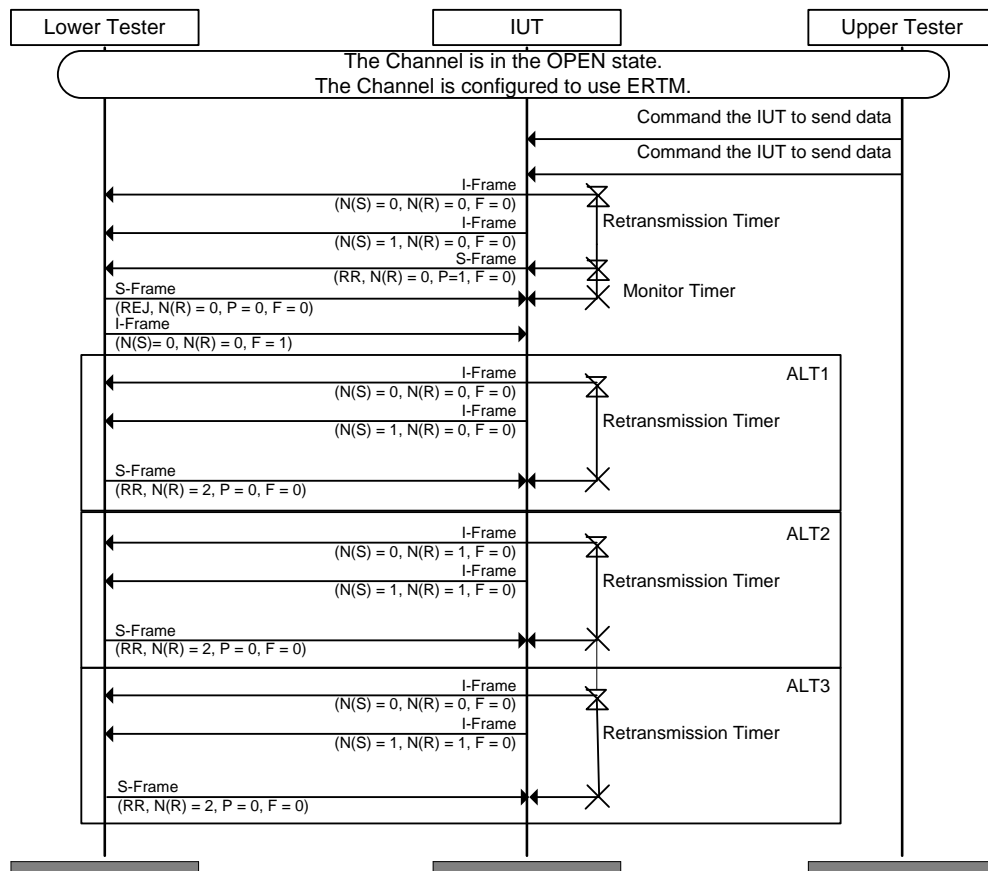 Lower Tester
IUT
Upper Tester
The Channel is in the OPEN state.
The Channel is configured to use ERTM.
Command the IUT to send data
Command the IUT to send data
I-Frame
(N(S) = 0, N(R) = 0, F = 0)
Retransmission Timer
I-Frame
(N(S) = 1, N(R) = 0, F = 0)
S-Frame
(RR, N(R) = 0, P=1, F = 0)
Monitor Timer
S-Frame
(REJ, N(R) = 0, P = 0, F = 0)
I-Frame
(N(S)= 0, N(R) = 0, F = 1)
ALT1
I-Frame
(N(S) = 0, N(R) = 0, F = 0)
I-Frame
(N(S) = 1, N(R) = 0, F = 0)
Retransmission Timer
S-Frame
(RR, N(R) = 2, P = 0, F = 0)
ALT2
I-Frame
(N(S) = 0, N(R) = 1, F = 0)
I-Frame
(N(S) = 1, N(R) = 1, F = 0)
Retransmission Timer
S-Frame
(RR, N(R) = 2, P = 0, F = 0)
ALT3
I-Frame
(N(S) = 0, N(R) = 0, F = 0)
I-Frame
(N(S) = 1, N(R) = 1, F = 0)
Retransmission Timer
S-Frame
(RR, N(R) = 2, P = 0, F = 0)